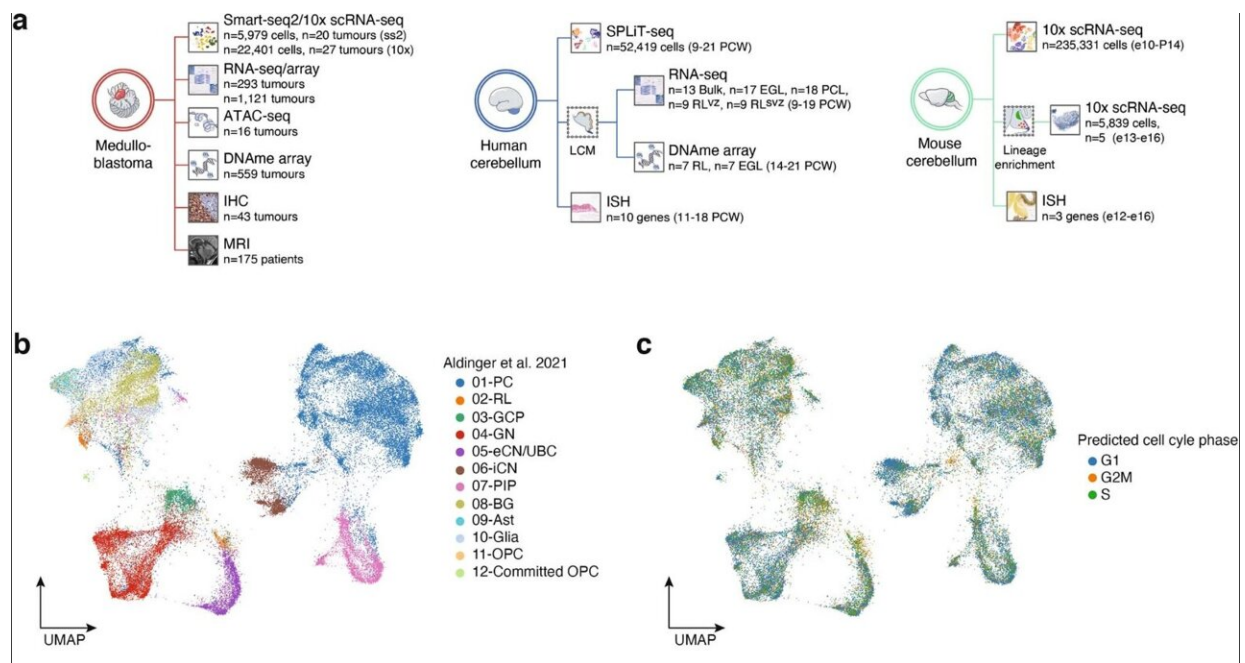 a
Medullo-
blastoma
Smart-seq2/10x scRNA-seq
n=5,979 cells, n=20 tumours (ss2)
n=22,401 cells, n=27 tumours (10x)
RNA-seq/array
n=293 tumours
n=1,121 tumours
ATAC-seq
n=16 tumours
DNAme array
n=559 tumours
IHC
n=43 tumours
MRI
n=175 patients
Human
cerebellum
SPLiT-seq
n=52,419 cells (9-21 PCW)
LCM
RNA-seq
n=13 Bulk, n=17 EGL, n=18 PCL,
n=9 RLVZ, n=9 RLSVZ (9-19 PCW)
DNAme array
n=7 RL, n=7 EGL (14-21 PCW)
ISH
n=10 genes (11-18 PCW)
Mouse
cerebellum
10x scRNA-seq
n=235,331 cells (e10-P14)
Lineage
enrichment
10x scRNA-seq
n=5,839 cells,
n=5 (e13-e16)
ISH
n=3 genes (e12-e16)
b
Aldinger et al. 2021
01-PC
02-RL
03-GCP
04-GN
05-eCN/UBC
06-iCN
07-PIP
08-BG
09-Ast
10-Glia
11-OPC
12-Committed OPC
UMAP
c
Predicted cell cyle phase
G1
G2M
S
UMAP